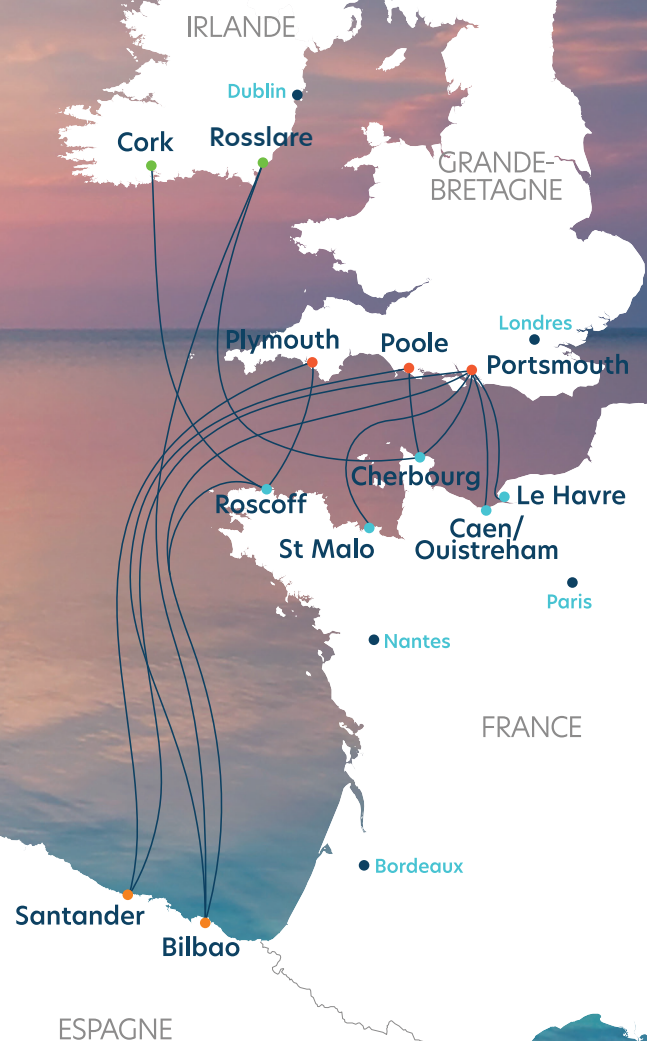 IRLANDE
Dublin
Cork
Rosslare
GRANDE-
BRETAGNE
Londres
Plymouth
Poole
Portsmouth
Cherbourg
Le Havre
Roscoff
Caen/
Ouistreham
St Malo
Paris
Nantes
FRANCE
Bordeaux
Santander
Bilbao
ESPAGNE